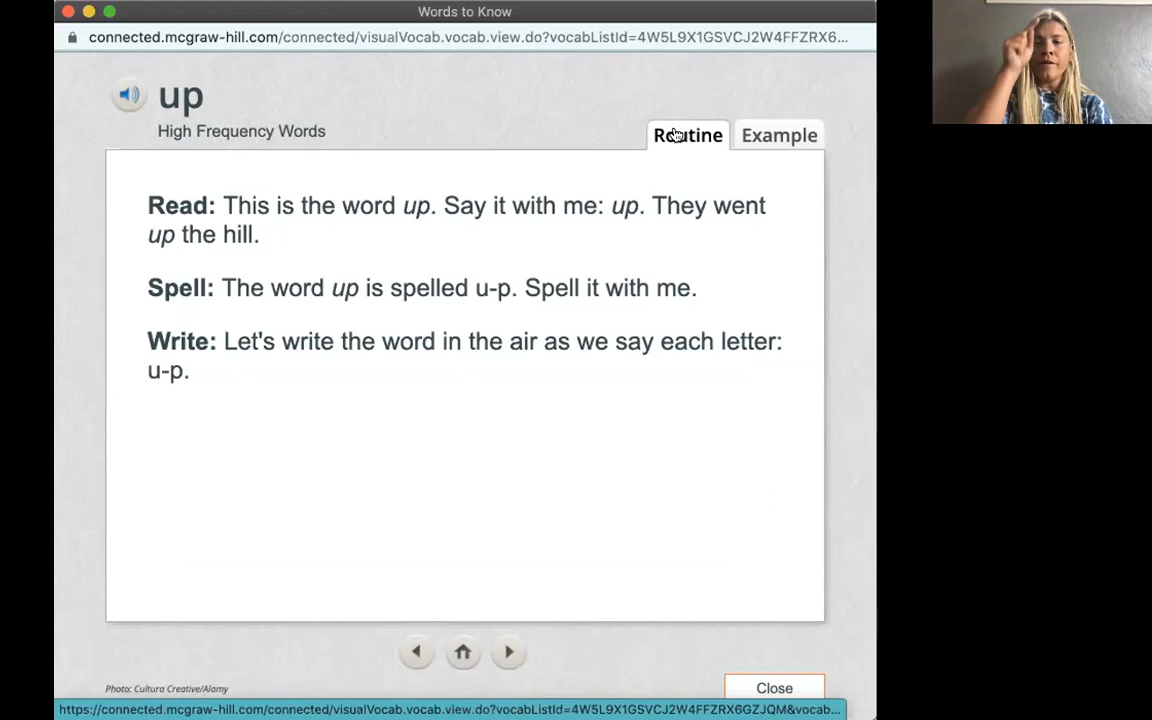 Words to Know
connected.mcgraw-hill.com/connected/visualVocab.vocab.view.do?vocabListId=4W5L9X1GSVCJ2W4FFZRX6...
up
High Frequency Words
Routine Example
Read: This is the word up. Say it with me: up. They went
up the hill.
Spell: The word up is spelled u-p. Spell it with me.
Write: Let's write the word in the air as we say each letter:
u-p.
Photo: Cultura Creative/Alamy
Close
https://connected.mcgraw-hill.com/connected/visualVocab.vocab.view.do?vocabListId=4W5L9X1GSVCJ2W4FFZRX6GZJQM&vocab...